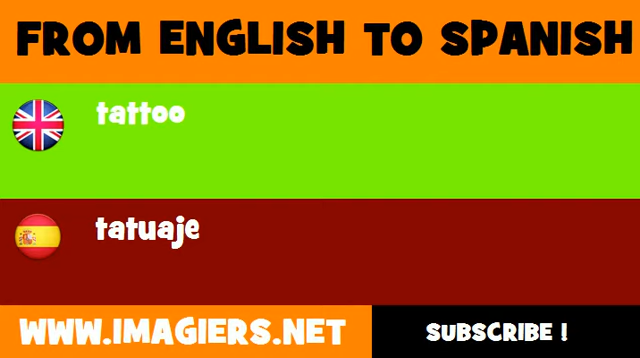 FROM ENGLISH TO SPANISH
tattoo
tatuaje
WWW.IMAGIERS.NET
SUBSCRIBE !